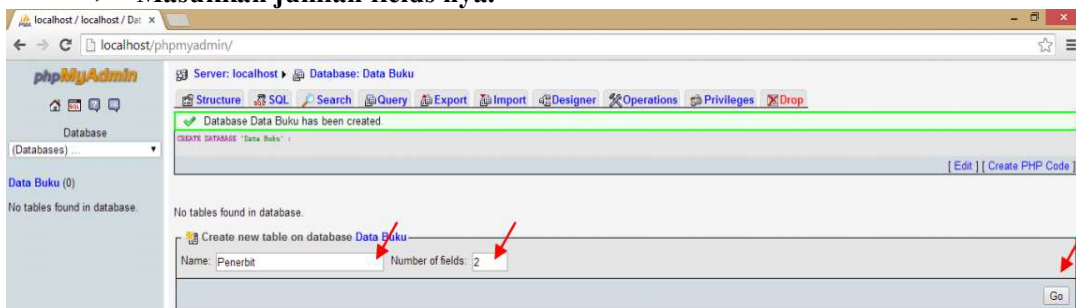 Masukkan jumlah fields nya.
localhost / localhost / Dat
localhost/phpmyadmin/
phpMyAdmin
Database
(Databases) ...
Data Buku (0)
No tables found in database.
Server: localhost Database: Data Buku
Structure SQL Search Query Export Import Designer Operations Privileges Drop
Database Data Buku has been created.
CREATE DATABASE `Data Buku` ;
[ Edit ] [ Create PHP Code ]
No tables found in database.
Create new table on database Data Buku
Name: Penerbit Number of fields: 2
Go